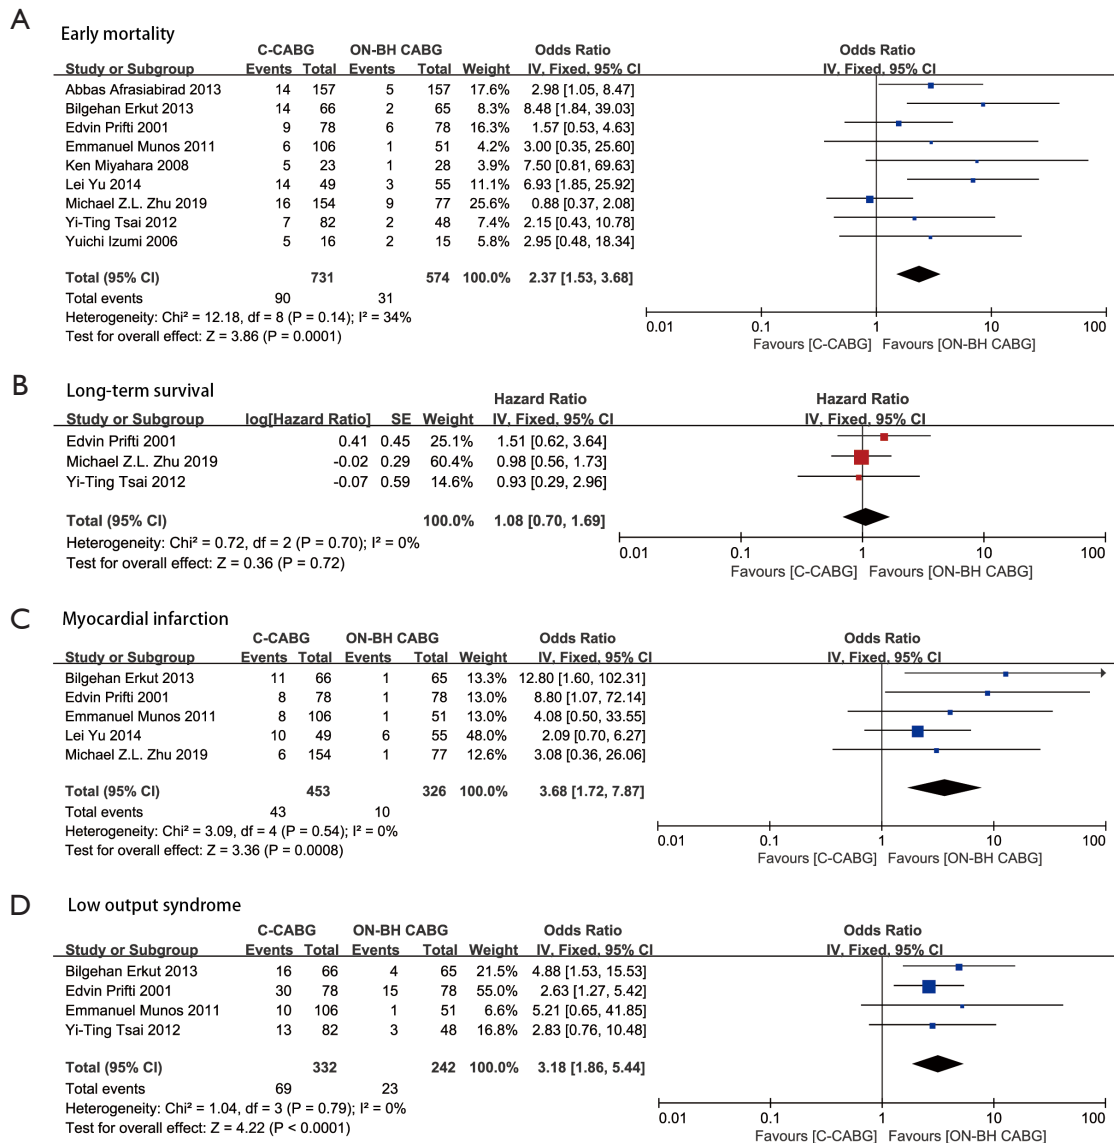 A
Early mortality
C-CABG ON-BH CABG Odds Ratio Odds Ratio
Study or Subgroup Events Total Events Total Weight IV, Fixed, 95% CI IV, Fixed, 95% CI
Abbas Afrasiabirad 2013 14 157 5 157 17.6% 2.98 [1.05, 8.47]
Bilgehan Erkut 2013 14 66 2 65 8.3% 8.48 [1.84, 39.03]
Edvin Prifti 2001 9 78 6 78 16.3% 1.57 [0.53, 4.63]
Emmanuel Munos 2011 6 106 1 51 4.2% 3.00 [0.35, 25.60]
Ken Miyahara 2008 5 23 1 28 3.9% 7.50 [0.81, 69.63]
Lei Yu 2014 14 49 3 55 11.1% 6.93 [1.85, 25.92]
Michael Z.L. Zhu 2019 16 154 9 77 25.6% 0.88 [0.37, 2.08]
Yi-Ting Tsai 2012 7 82 2 48 7.4% 2.15 [0.43, 10.78]
Yuichi Izumi 2006 5 16 2 15 5.8% 2.95 [0.48, 18.34]
Total (95% CI) 731 574 100.0% 2.37 [1.53, 3.68]
Total events 90 31
Heterogeneity: Chi² = 12.18, df = 8 (P = 0.14); I² = 34%
Test for overall effect: Z = 3.86 (P = 0.0001)
0.01 0.1 1 10 100
Favours [C-CABG] Favours [ON-BH CABG]
B
Long-term survival
Hazard Ratio Hazard Ratio
Study or Subgroup log[Hazard Ratio] SE Weight IV, Fixed, 95% CI IV, Fixed, 95% CI
Edvin Prifti 2001 0.41 0.45 25.1% 1.51 [0.62, 3.64]
Michael Z.L. Zhu 2019 -0.02 0.29 60.4% 0.98 [0.56, 1.73]
Yi-Ting Tsai 2012 -0.07 0.59 14.6% 0.93 [0.29, 2.96]
Total (95% CI) 100.0% 1.08 [0.70, 1.69]
Heterogeneity: Chi² = 0.72, df = 2 (P = 0.70); I² = 0%
Test for overall effect: Z = 0.36 (P = 0.72)
0.01 0.1 1 10 100
Favours [C-CABG] Favours [ON-BH CABG]
C
Myocardial infarction
C-CABG ON-BH CABG Odds Ratio Odds Ratio
Study or Subgroup Events Total Events Total Weight IV, Fixed, 95% CI IV, Fixed, 95% CI
Bilgehan Erkut 2013 11 66 1 65 13.3% 12.80 [1.60, 102.31]
Edvin Prifti 2001 8 78 1 78 13.0% 8.80 [1.07, 72.14]
Emmanuel Munos 2011 8 106 1 51 13.0% 4.08 [0.50, 33.55]
Lei Yu 2014 10 49 6 55 48.0% 2.09 [0.70, 6.27]
Michael Z.L. Zhu 2019 6 154 1 77 12.6% 3.08 [0.36, 26.06]
Total (95% CI) 453 326 100.0% 3.68 [1.72, 7.87]
Total events 43 10
Heterogeneity: Chi² = 3.09, df = 4 (P = 0.54); I² = 0%
Test for overall effect: Z = 3.36 (P = 0.0008)
0.01 0.1 1 10 100
Favours [C-CABG] Favours [ON-BH CABG]
D
Low output syndrome
C-CABG ON-BH CABG Odds Ratio Odds Ratio
Study or Subgroup Events Total Events Total Weight IV, Fixed, 95% CI IV, Fixed, 95% CI
Bilgehan Erkut 2013 16 66 4 65 21.5% 4.88 [1.53, 15.53]
Edvin Prifti 2001 30 78 15 78 55.0% 2.63 [1.27, 5.42]
Emmanuel Munos 2011 10 106 1 51 6.6% 5.21 [0.65, 41.85]
Yi-Ting Tsai 2012 13 82 3 48 16.8% 2.83 [0.76, 10.48]
Total (95% CI) 332 242 100.0% 3.18 [1.86, 5.44]
Total events 69 23
Heterogeneity: Chi² = 1.04, df = 3 (P = 0.79); I² = 0%
Test for overall effect: Z = 4.22 (P < 0.0001)
0.01 0.1 1 10 100
Favours [C-CABG] Favours [ON-BH CABG]